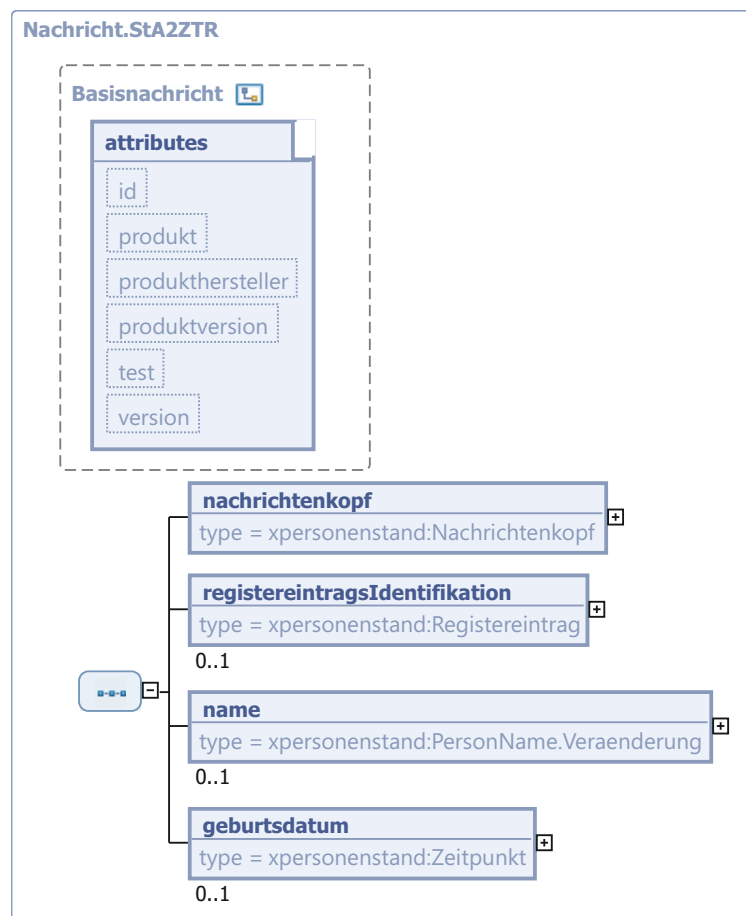 Nachricht.StA2ZTR
Basisnachricht
attributes
id
produkt
produkthersteller
produktversion
test
version
nachrichtenkopf
type = xpersonenstand:Nachrichtenkopf
registereintragsIdentifikation
type = xpersonenstand:Registereintrag
0..1
name
type = xpersonenstand:PersonName.Veraenderung
0..1
geburtsdatum
type = xpersonenstand:Zeitpunkt
0..1